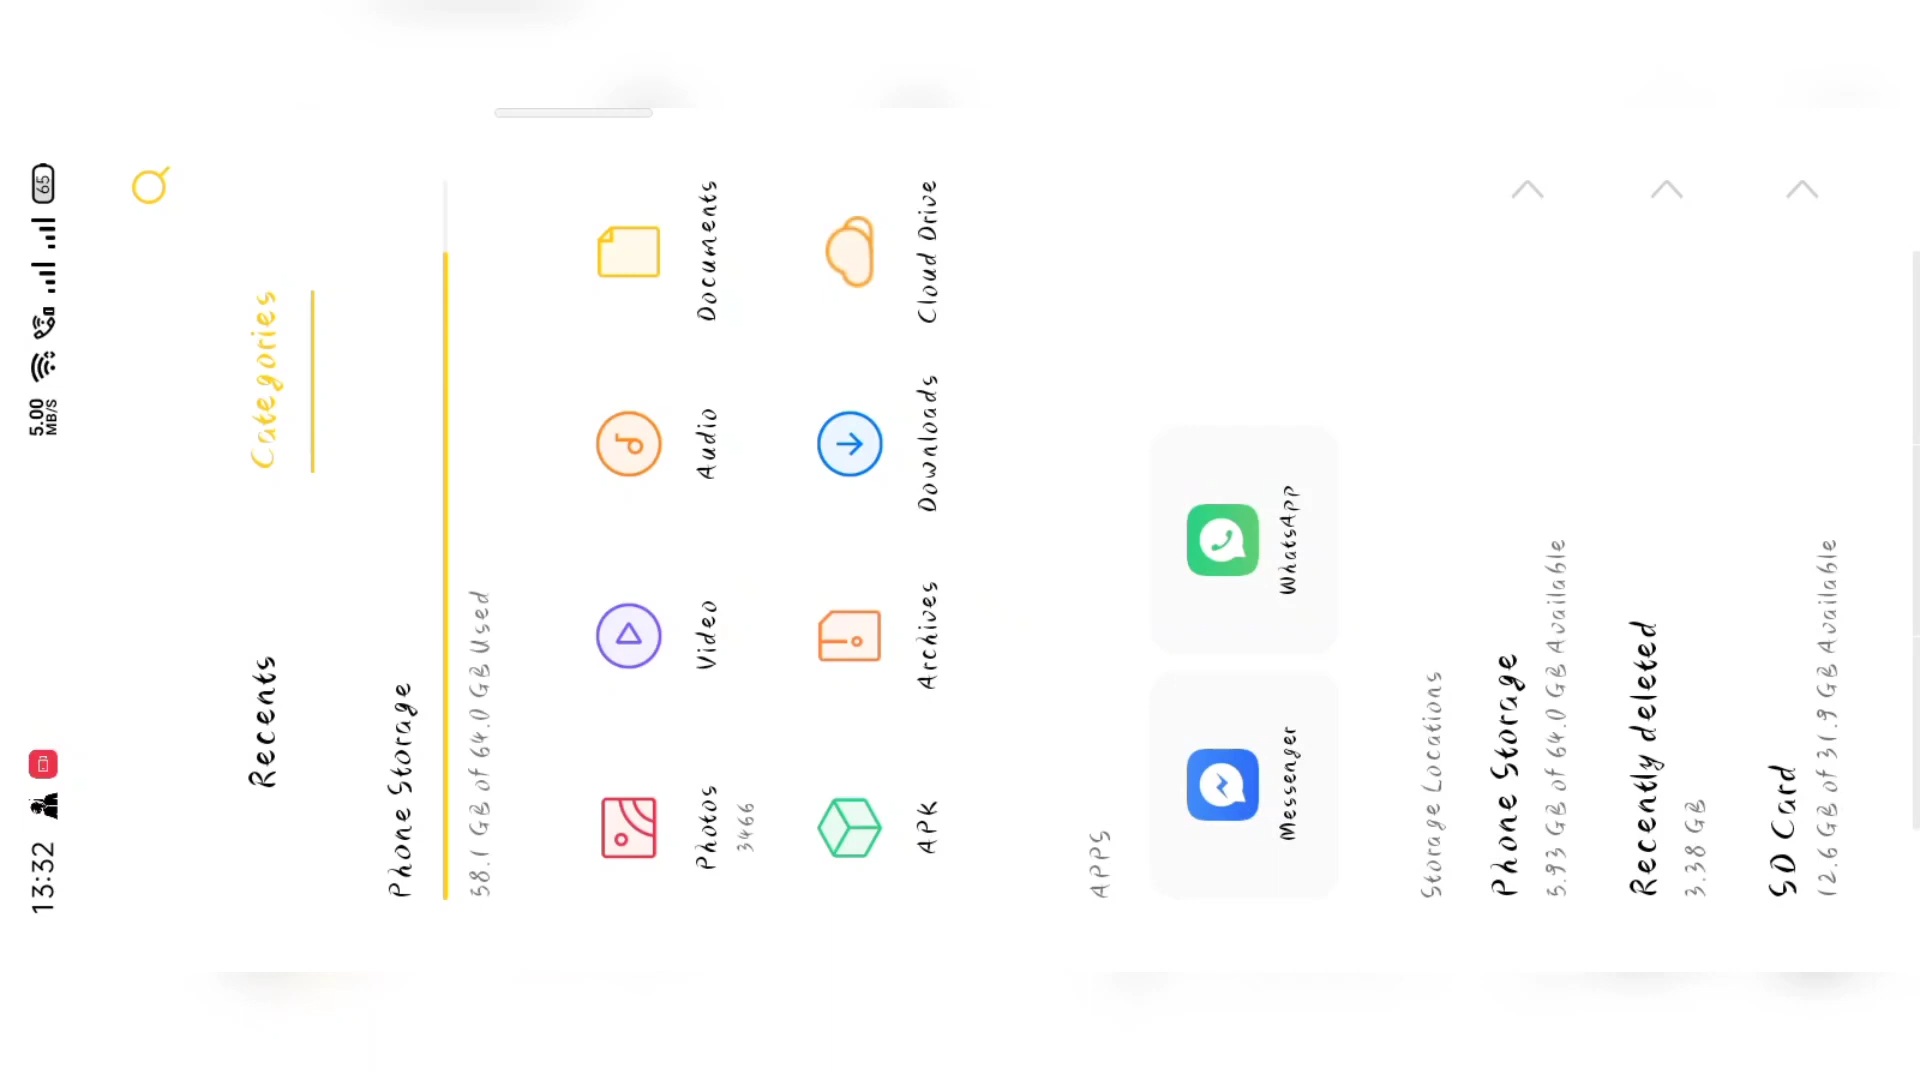 13:32 5.00 MB/S 65
Recents Categories
Phone Storage
58.1 GB of 64.0 GB Used
Photos Video Audio Documents
3466
APK Archives Downloads Cloud Drive
APPS
Messenger WhatsApp
Storage Locations
Phone Storage
5.93 GB of 64.0 GB Available
Recently deleted
3.38 GB
SD Card
12.6 GB of 31.9 GB Available